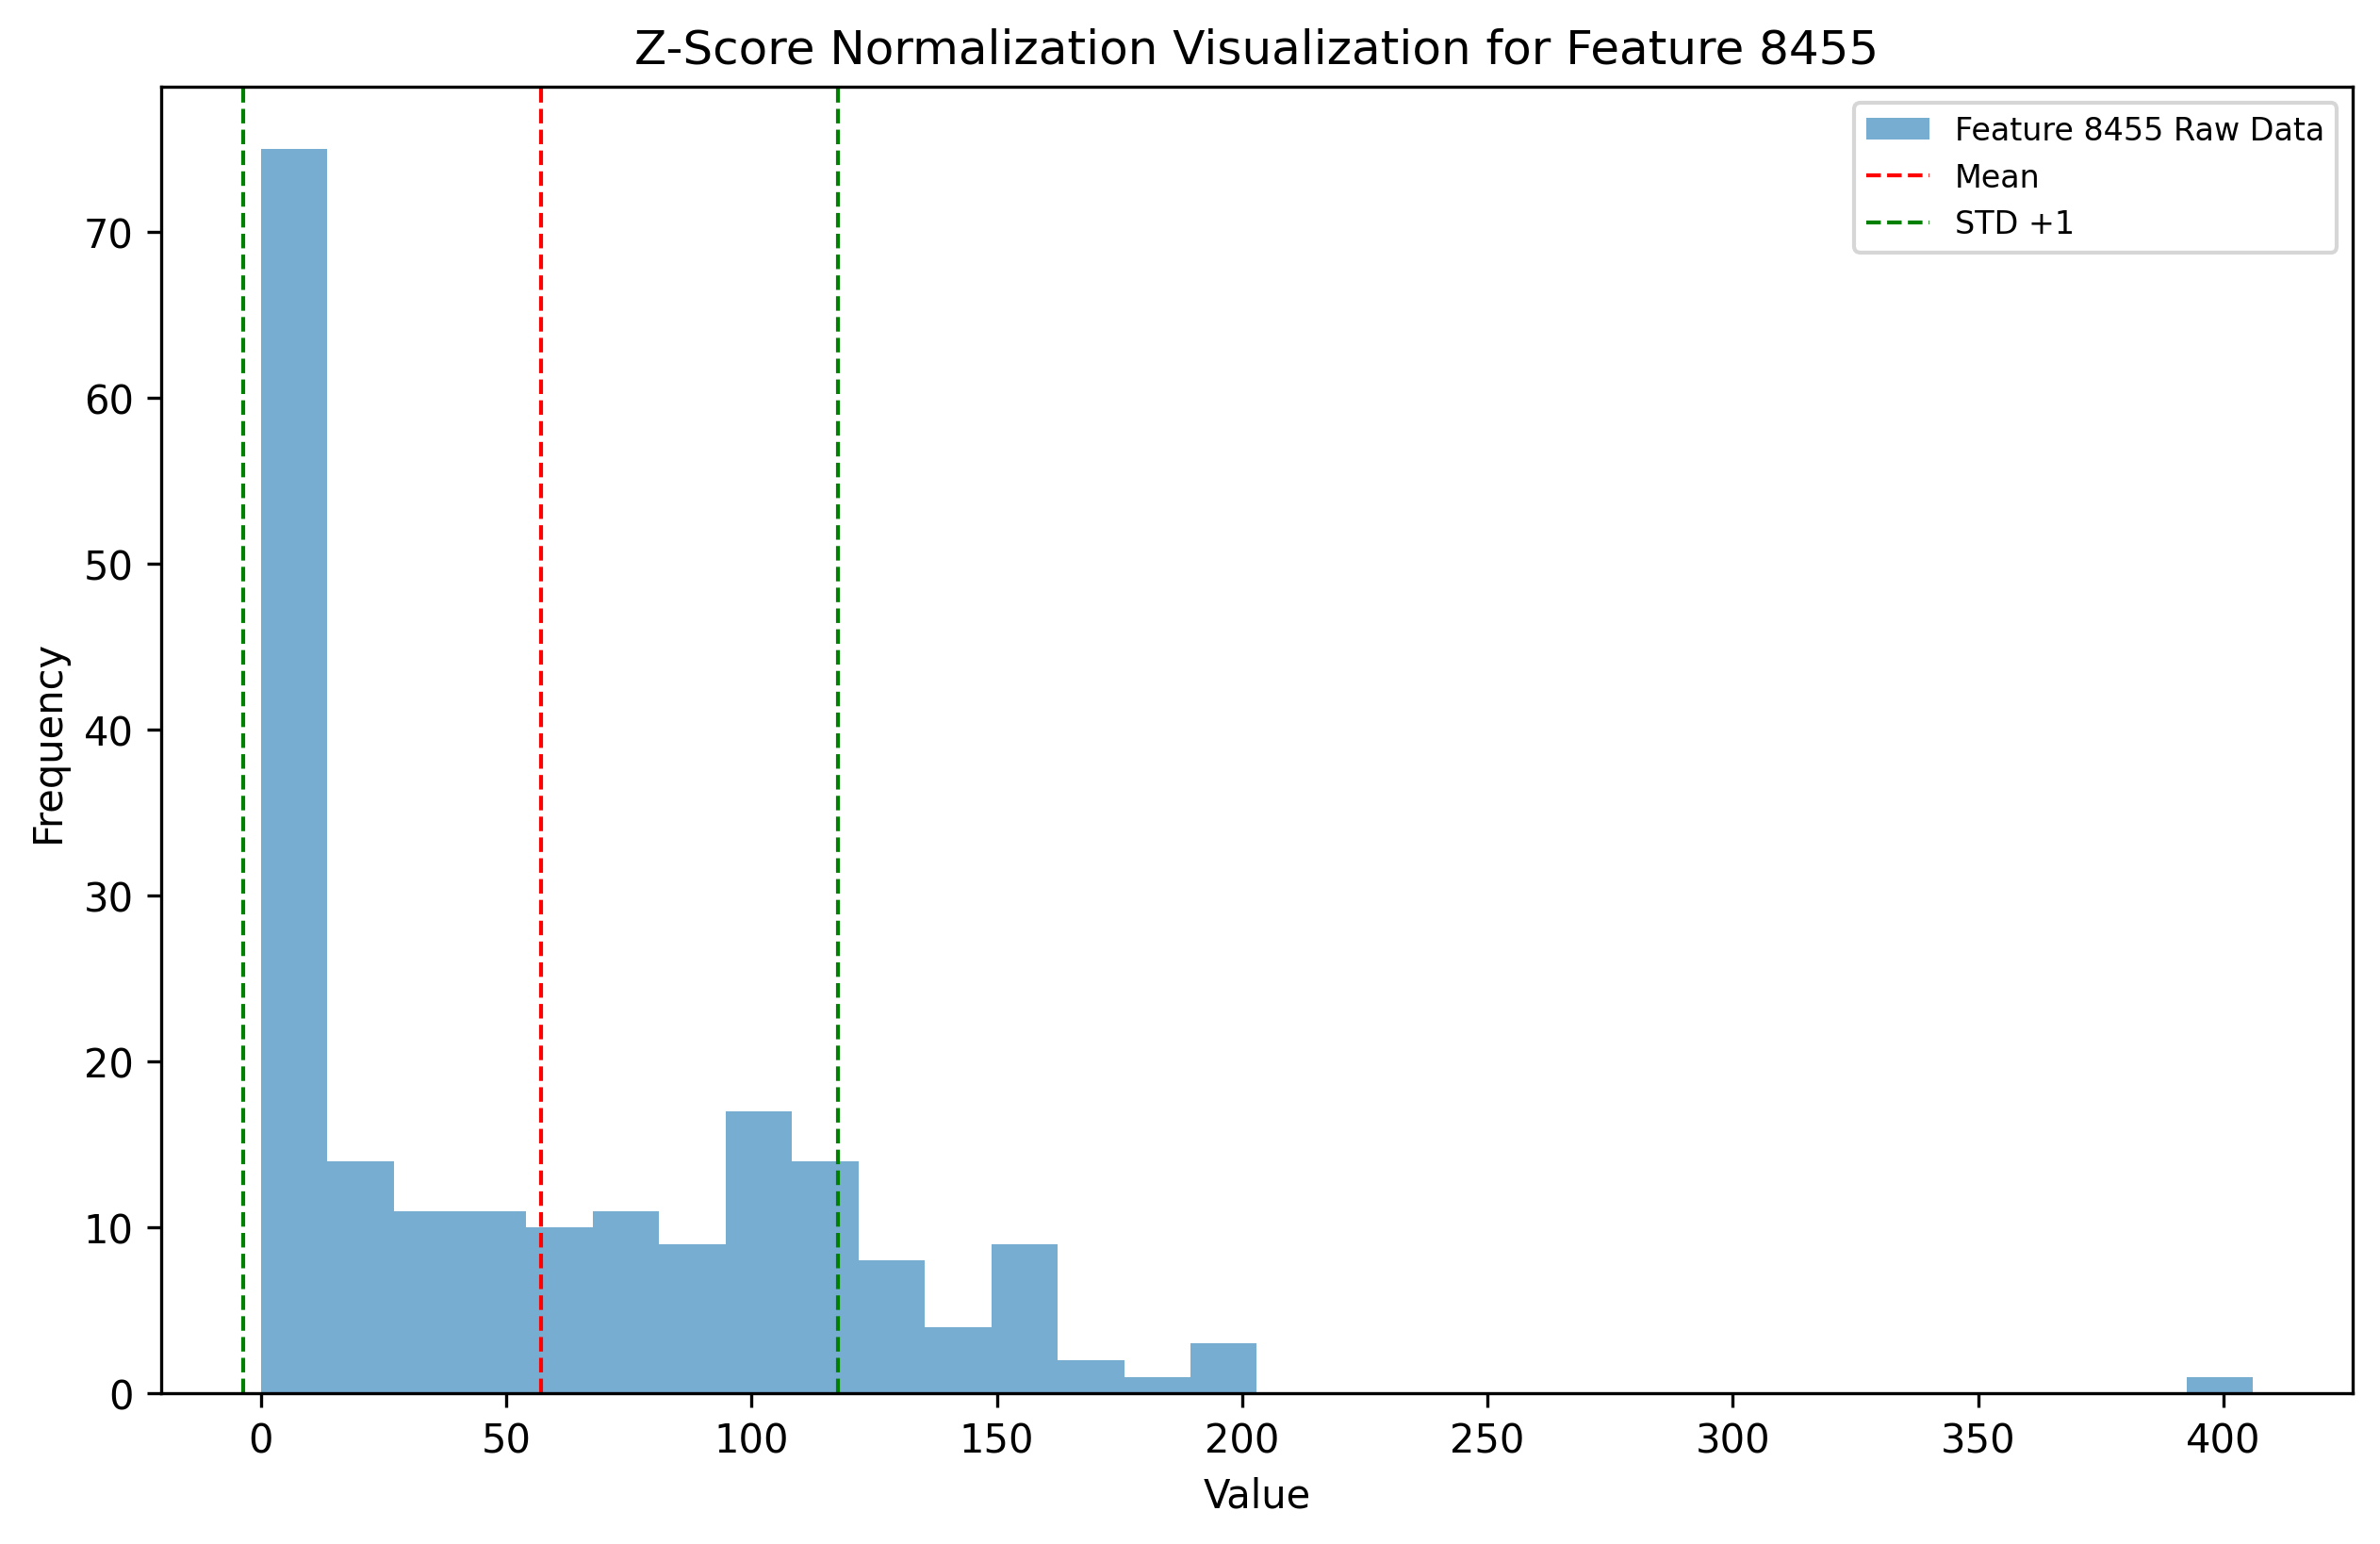 Z-Score Normalization Visualization for Feature 8455
Feature 8455 Raw Data
Mean
STD +1
Frequency
70
60
50
40
30
20
10
0
0 50 100 150 200 250 300 350 400
Value